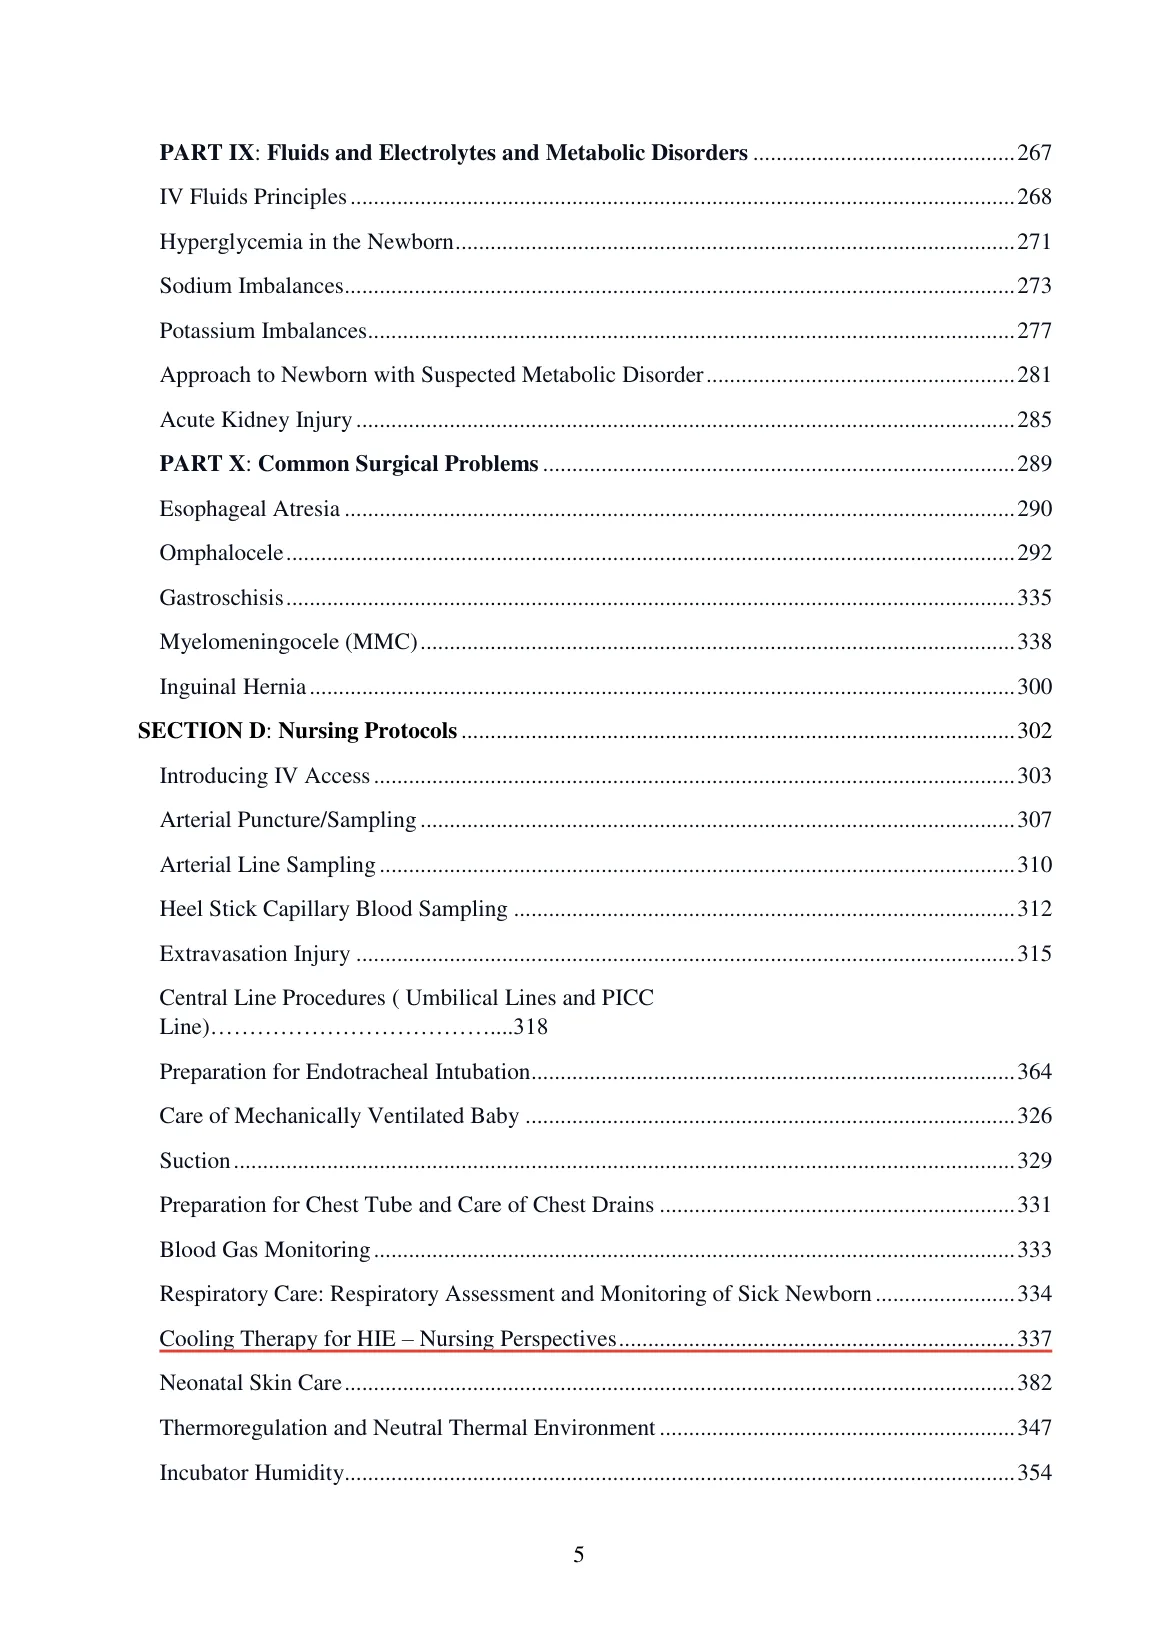 PART IX: Fluids and Electrolytes and Metabolic Disorders .............................................267
IV Fluids Principles...................................................................................................................268
Hyperglycemia in the Newborn.................................................................................................271
Sodium Imbalances....................................................................................................................273
Potassium Imbalances................................................................................................................277
Approach to Newborn with Suspected Metabolic Disorder.....................................................281
Acute Kidney Injury ..................................................................................................................285
PART X: Common Surgical Problems .................................................................................289
Esophageal Atresia ....................................................................................................................290
Omphalocele..............................................................................................................................292
Gastroschisis..............................................................................................................................335
Myelomeningocele (MMC).......................................................................................................338
Inguinal Hernia..........................................................................................................................300
SECTION D: Nursing Protocols ...............................................................................................302
Introducing IV Access ...............................................................................................................303
Arterial Puncture/Sampling.......................................................................................................307
Arterial Line Sampling ..............................................................................................................310
Heel Stick Capillary Blood Sampling .......................................................................................312
Extravasation Injury ..................................................................................................................315
Central Line Procedures ( Umbilical Lines and PICC
Line)………………………………....318
Preparation for Endotracheal Intubation....................................................................................364
Care of Mechanically Ventilated Baby .....................................................................................326
Suction.......................................................................................................................................329
Preparation for Chest Tube and Care of Chest Drains ..............................................................331
Blood Gas Monitoring...............................................................................................................333
Respiratory Care: Respiratory Assessment and Monitoring of Sick Newborn........................334
Cooling Therapy for HIE – Nursing Perspectives.....................................................................337
Neonatal Skin Care....................................................................................................................382
Thermoregulation and Neutral Thermal Environment ..............................................................347
Incubator Humidity....................................................................................................................354
5